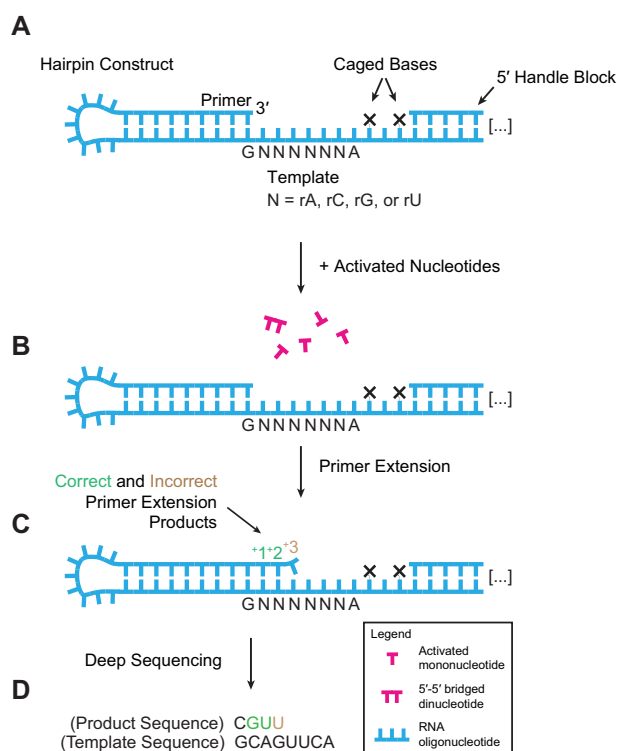 A
Hairpin Construct
Caged Bases
5′ Handle Block
Primer
3′
[...]
GNNNNNNA
Template
N = rA, rC, rG, or rU
+ Activated Nucleotides
B
[...]
GNNNNNNA
Primer Extension
Correct and Incorrect
Primer Extension
Products
C
+1+2+3
[...]
GNNNNNNA
Deep Sequencing
Legend
Activated
mononucleotide
5′-5′ bridged
dinucleotide
RNA
oligonucleotide
D
(Product Sequence) CGUU
(Template Sequence) GCAGUUCA